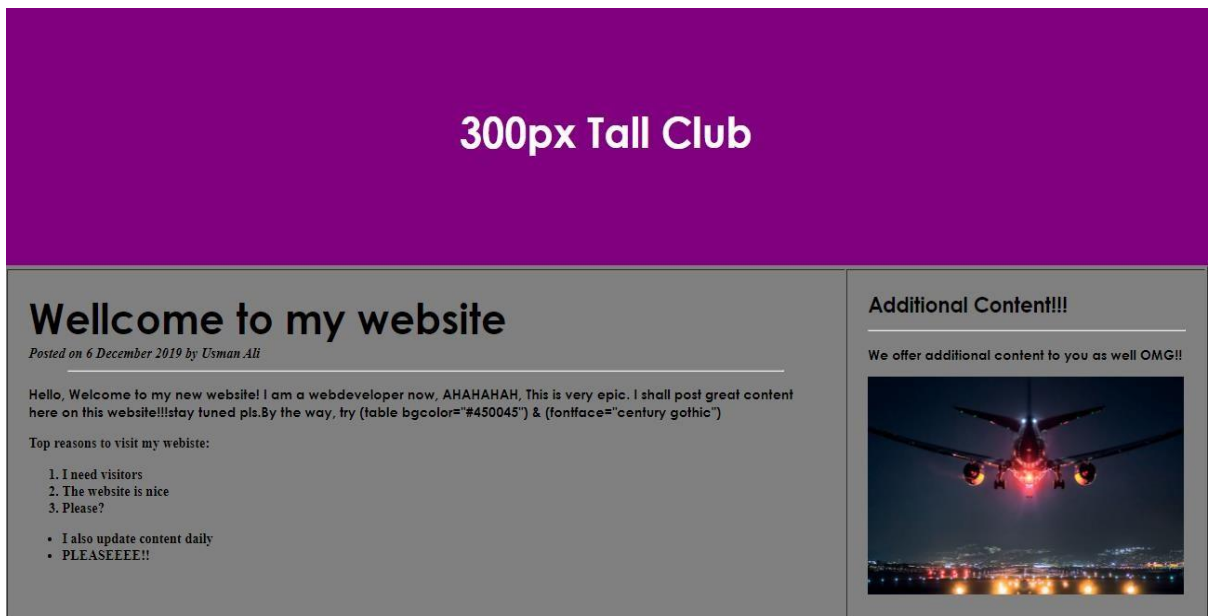 300px Tall Club
Wellcome to my website
Posted on 6 December 2019 by Usman Ali
Hello, Welcome to my new website! I am a webdeveloper now, AHAHAHAH, This is very epic. I shall post great content
here on this website!!!stay tuned pls.By the way, try (table bgcolor="#450045") & (fontface="century gothic")
Top reasons to visit my webiste:
1. I need visitors
2. The website is nice
3. Please?
• I also update content daily
• PLEASEEEE!!
Additional Content!!!
We offer additional content to you as well OMG!!